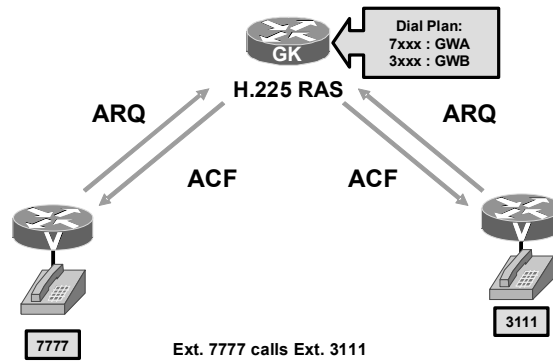 Dial Plan:
7xxx : GWA
3xxx : GWB
GK
H.225 RAS
ARQ
ARQ
ACF
ACF
V
V
7777
3111
Ext. 7777 calls Ext. 3111